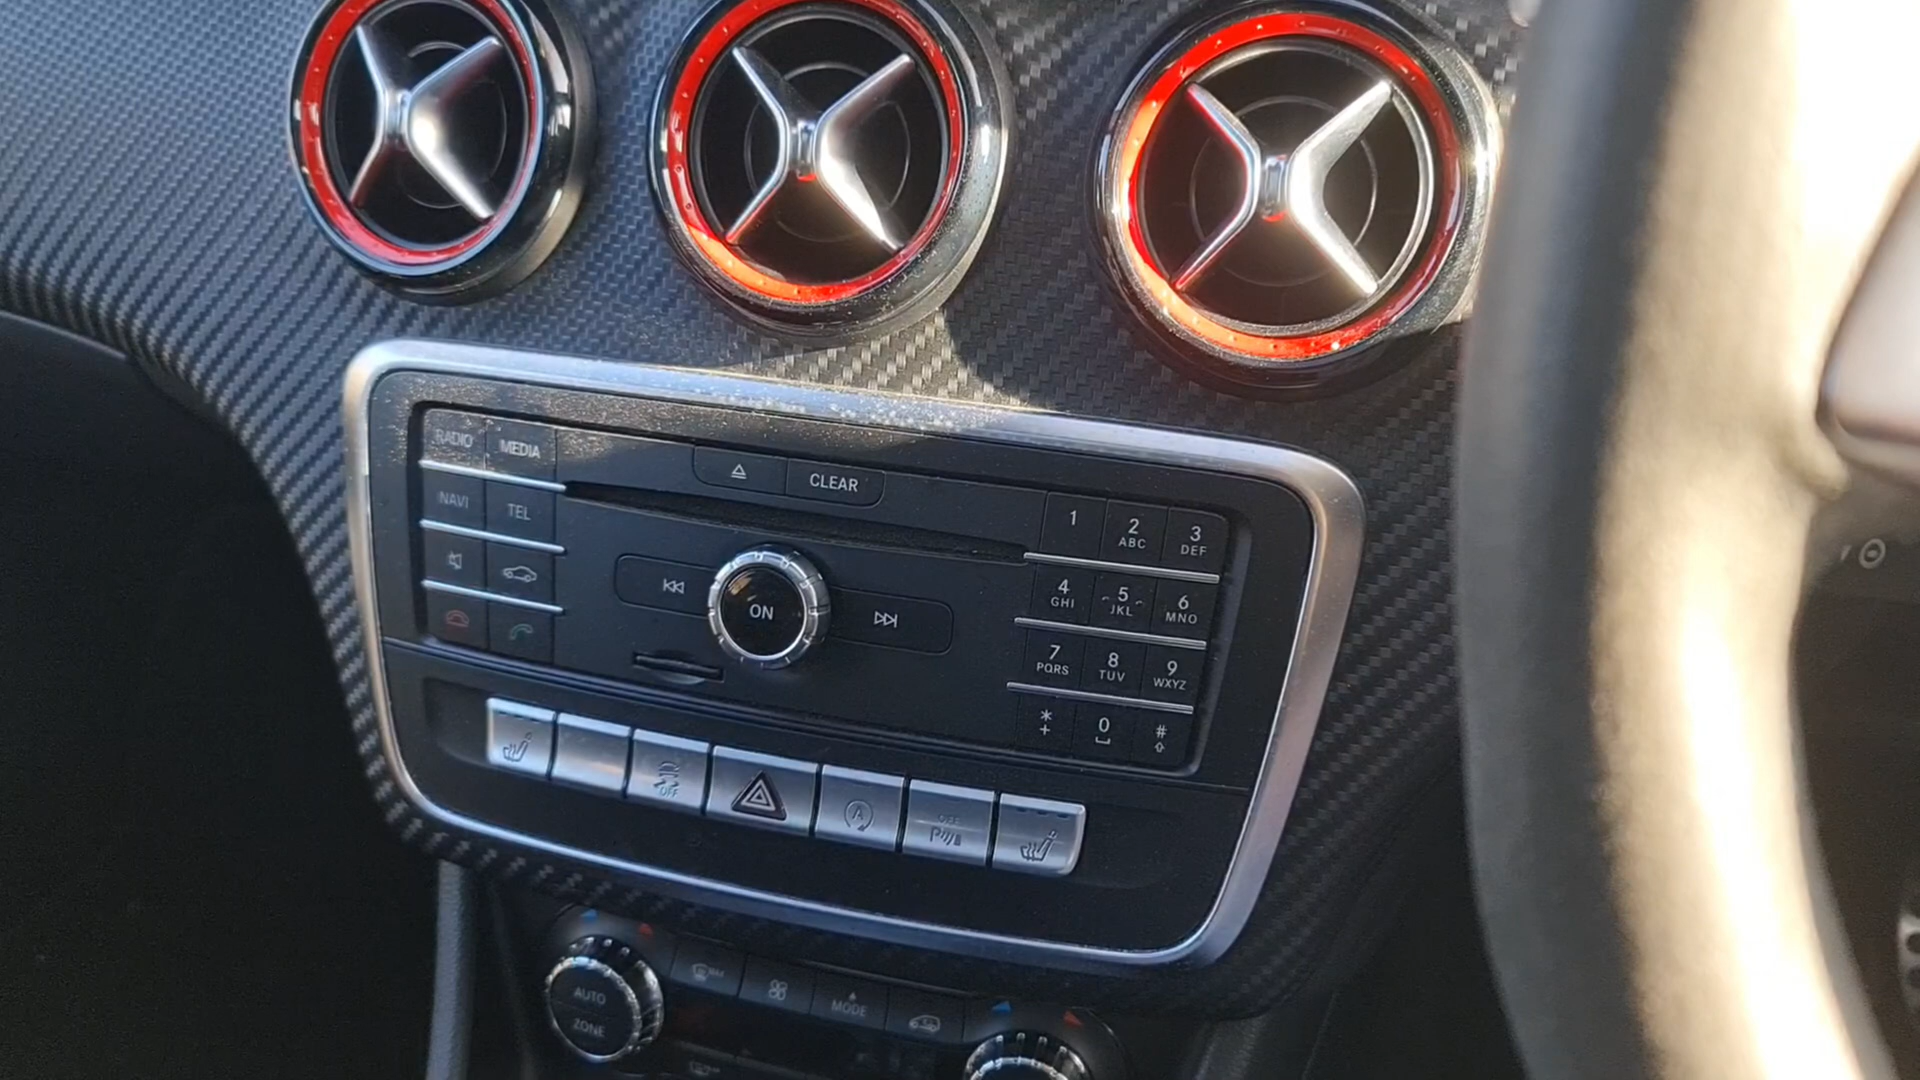 RADIO MEDIA
CLEAR
NAVI TEL
ON
1 2 3
ABC DEF
4 5 6
GHI JKL MNO
7 8 9
PQRS TUV WXYZ
* 0 #
+
OFF
A
OFF
P
AUTO
ZONE
MODE